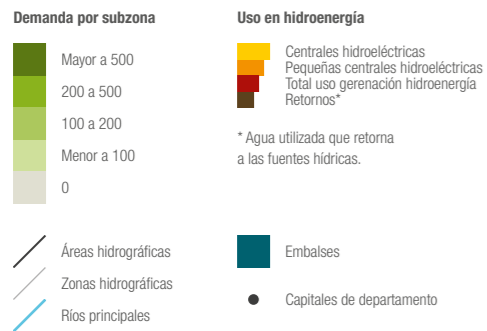 Demanda por subzona
Mayor a 500
200 a 500
100 a 200
Menor a 100
0
Áreas hidrográficas
Zonas hidrográficas
Ríos principales
Uso en hidroenergía
Centrales hidroeléctricas
Pequeñas centrales hidroeléctricas
Total uso gerenación hidroenergía
Retornos*
* Agua utilizada que retorna
a las fuentes hídricas.
Embalses
Capitales de departamento